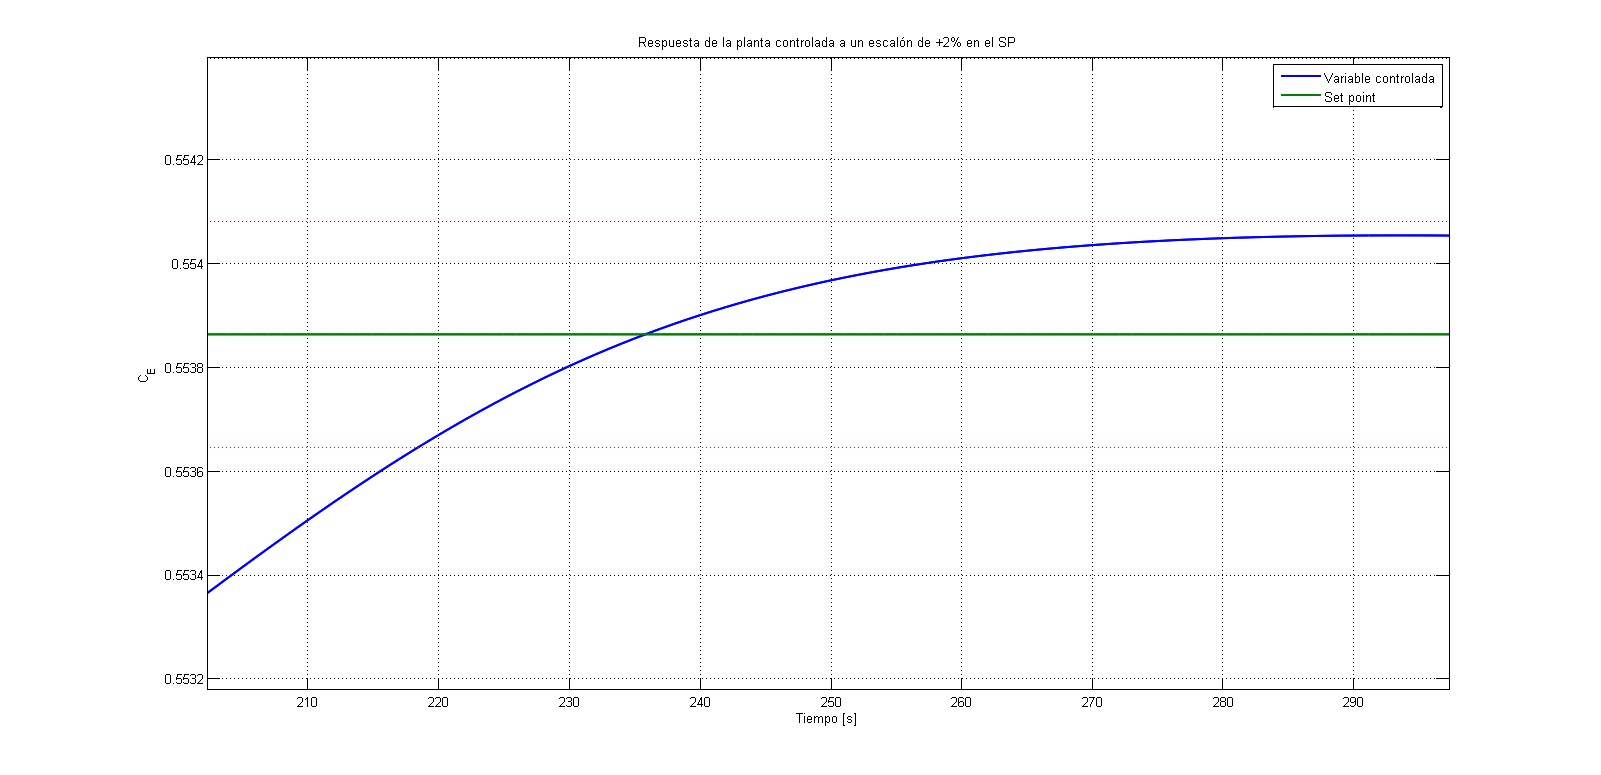 Respuesta de la planta controlada a un escalón de +2% en el SP
Variable controlada
Set point
0.5542
0.554
0.5538
0.5536
0.5534
0.5532
C_E
210 220 230 240 250 260 270 280 290
Tiempo [s]